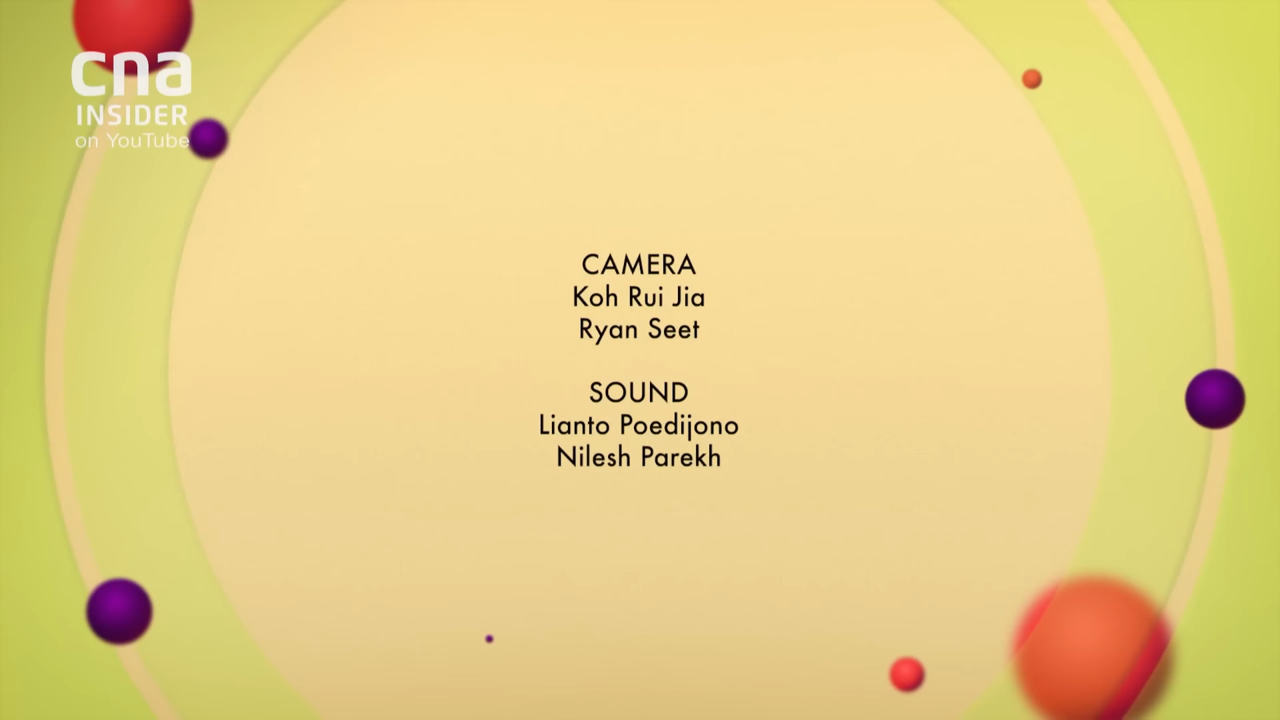 cna
INSIDER
on YouTube
CAMERA
Koh Rui Jia
Ryan Seet
SOUND
Lianto Poedijono
Nilesh Parekh